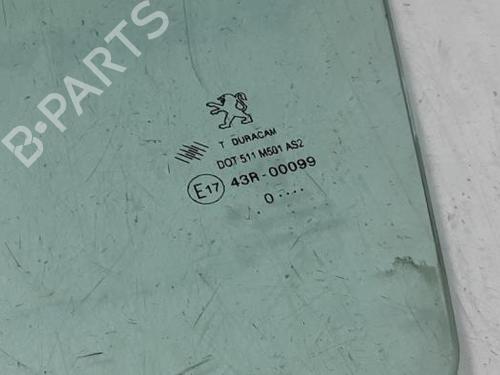 B-PARTS
T DURACAM
DOT 511 M501 AS2
E17 43R-00099
. 0 ....